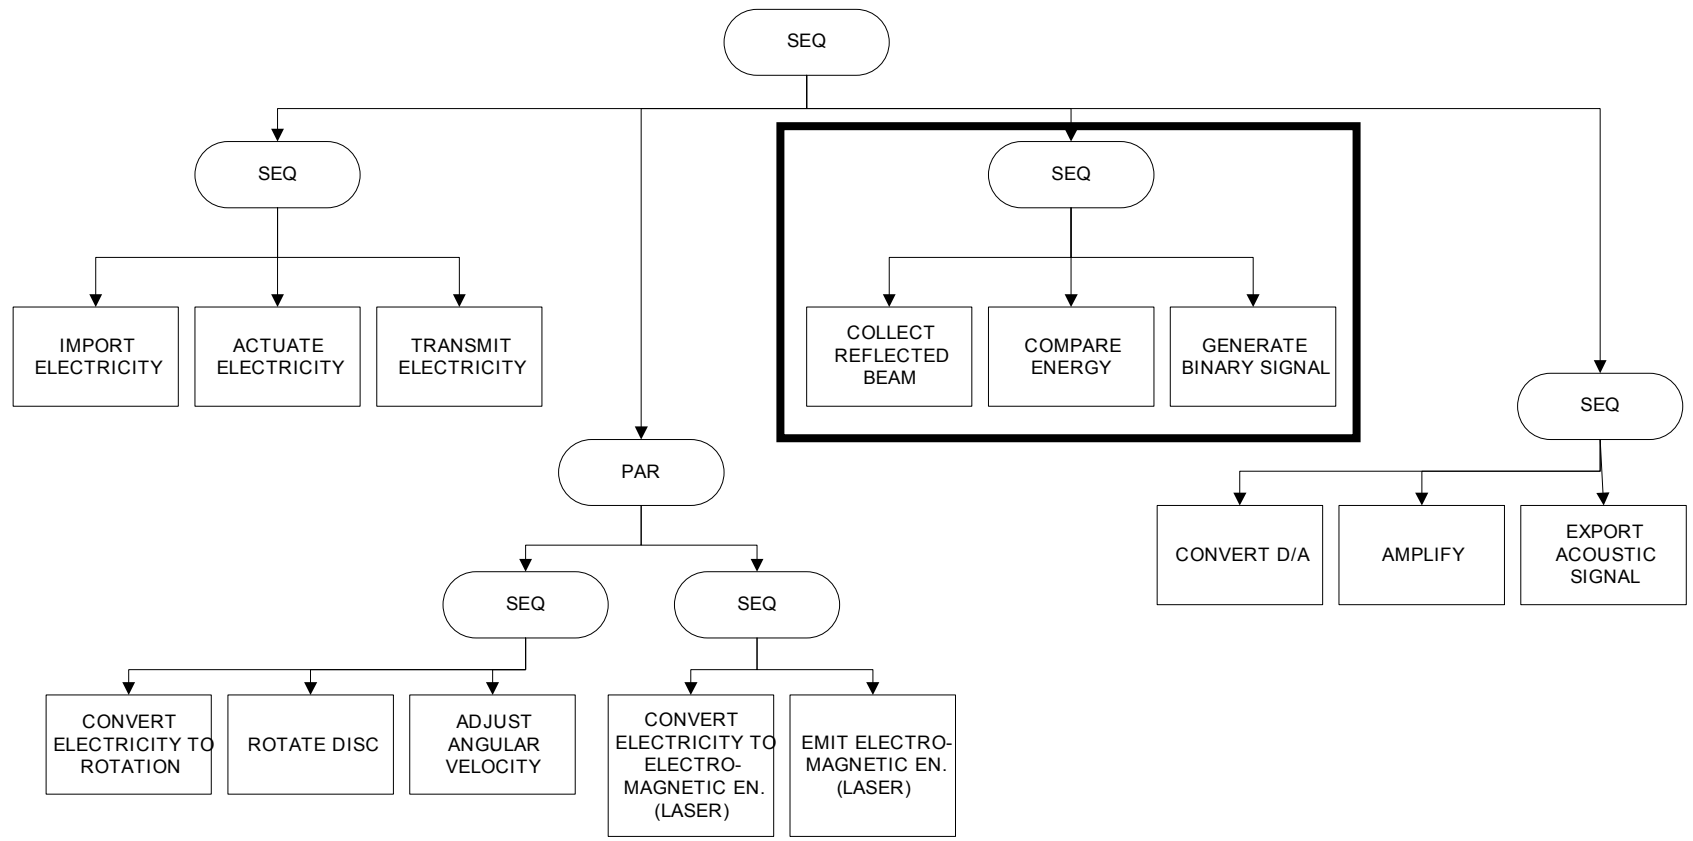 SEQ
SEQ
SEQ
IMPORT
ELECTRICITY
ACTUATE
ELECTRICITY
TRANSMIT
ELECTRICITY
COLLECT
REFLECTED
BEAM
COMPARE
ENERGY
GENERATE
BINARY SIGNAL
SEQ
PAR
CONVERT D/A
AMPLIFY
EXPORT
ACOUSTIC
SIGNAL
SEQ
SEQ
CONVERT
ELECTRICITY TO
ROTATION
ROTATE DISC
ADJUST
ANGULAR
VELOCITY
CONVERT
ELECTRICITY TO
ELECTRO-
MAGNETIC EN.
(LASER)
EMIT ELECTRO-
MAGNETIC EN.
(LASER)